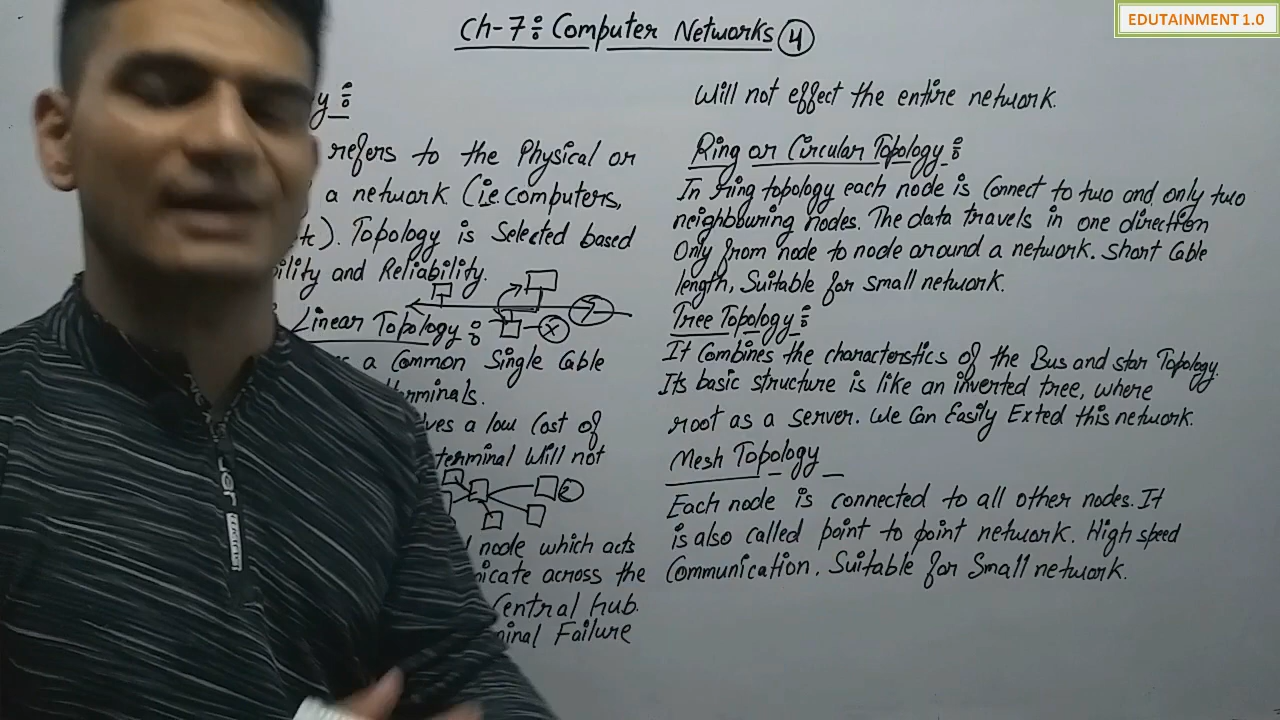 EDUTAINMENT 1.0
Ch-7: Computer Networks 4
refers to the Physical or
a network (i.e. computers,
Topology is Selected based
and Reliability.
Linear Topology:
a Common Single Cable
a low Cost of
terminal Will not
node which acts
across the
Central hub.
Failure
Will not effect the entire network.
Ring or Circular Topology:
In ring topology each node is Connect to two and only two
neighbouring nodes. The data travels in one direction
Only from node to node around a network. Short Cable
length, Suitable for small network.
Tree Topology:
It Combines the characterstics of the Bus and star Topology.
Its basic structure is like an inverted tree, where
root as a server. We Can Easily Exted this network.
Mesh Topology
Each node is connected to all other nodes. It
is also called point to point network. High speed
Communication. Suitable for Small network.